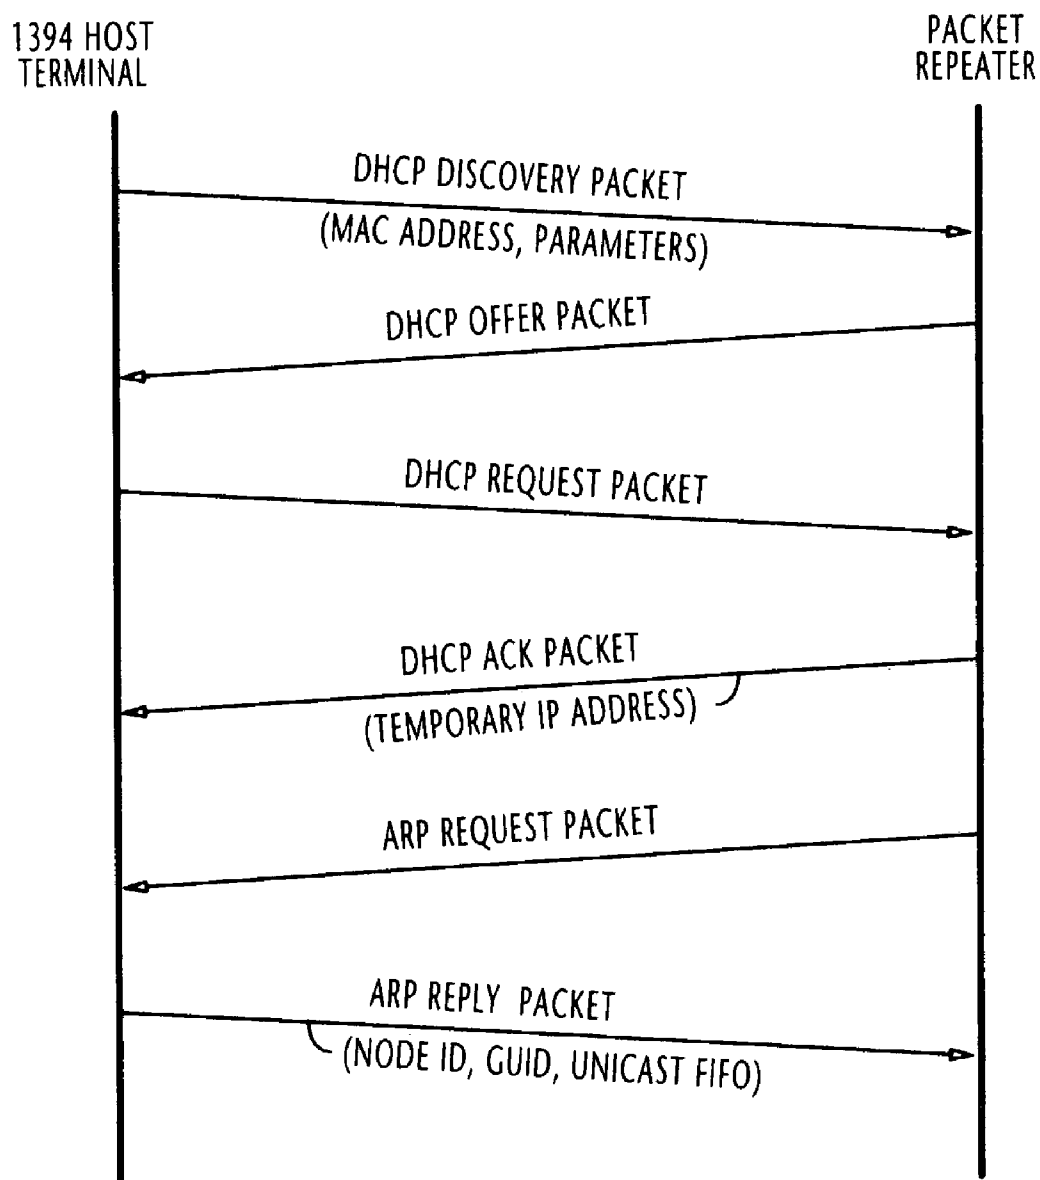 1394 HOST
TERMINAL
PACKET
REPEATER
DHCP DISCOVERY PACKET
(MAC ADDRESS, PARAMETERS)
DHCP OFFER PACKET
DHCP REQUEST PACKET
DHCP ACK PACKET
(TEMPORARY IP ADDRESS)
ARP REQUEST PACKET
ARP REPLY PACKET
(NODE ID, GUID, UNICAST FIFO)